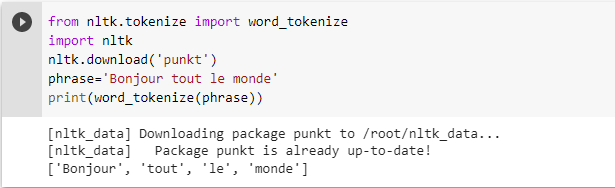 from nltk.tokenize import word_tokenize
import nltk
nltk.download('punkt')
phrase='Bonjour tout le monde'
print(word_tokenize(phrase))
[nltk_data] Downloading package punkt to /root/nltk_data...
[nltk_data]   Package punkt is already up-to-date!
['Bonjour', 'tout', 'le', 'monde']